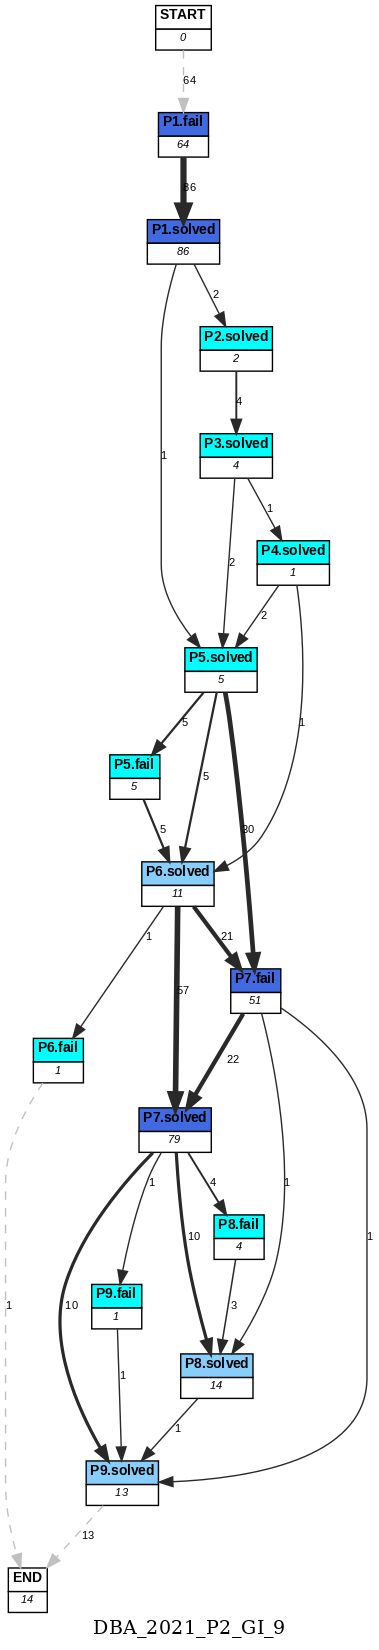 START
0
64
P1.fail
64
86
P1.solved
86
2
P2.solved
2
4
P3.solved
4
1
1
2
P4.solved
1
2
1
P5.solved
5
5
5
30
P5.fail
5
5
P6.solved
11
1
21
57
P7.fail
51
P6.fail
1
22
P7.solved
79
1
4
1
1
P8.fail
4
10
10
P9.fail
1
3
1
1
P8.solved
14
1
P9.solved
13
13
END
14
DBA_2021_P2_GI_9